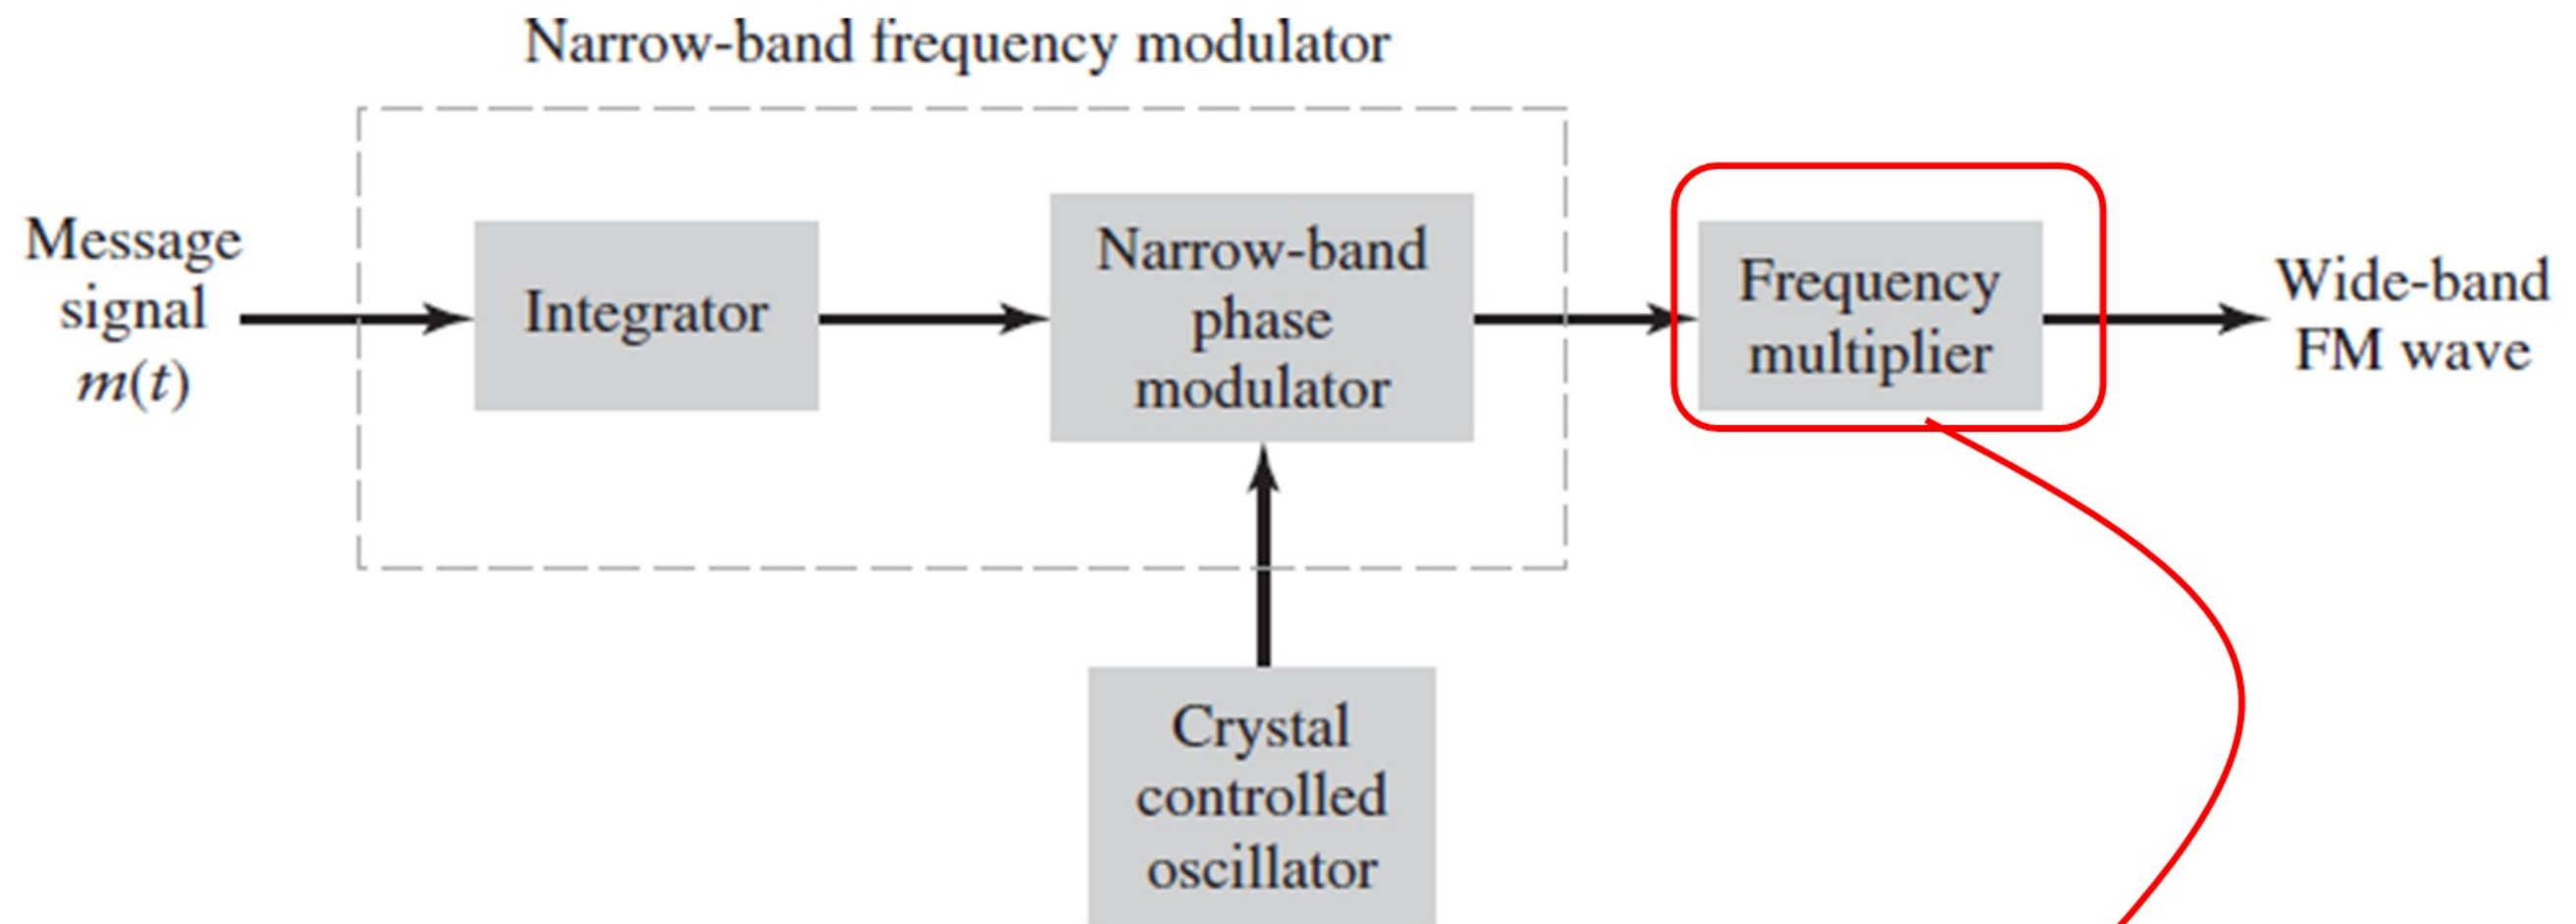 Narrow-band frequency modulator
Message
signal
m(t)
Integrator
Narrow-band
phase
modulator
Frequency
multiplier
Wide-band
FM wave
Crystal
controlled
oscillator